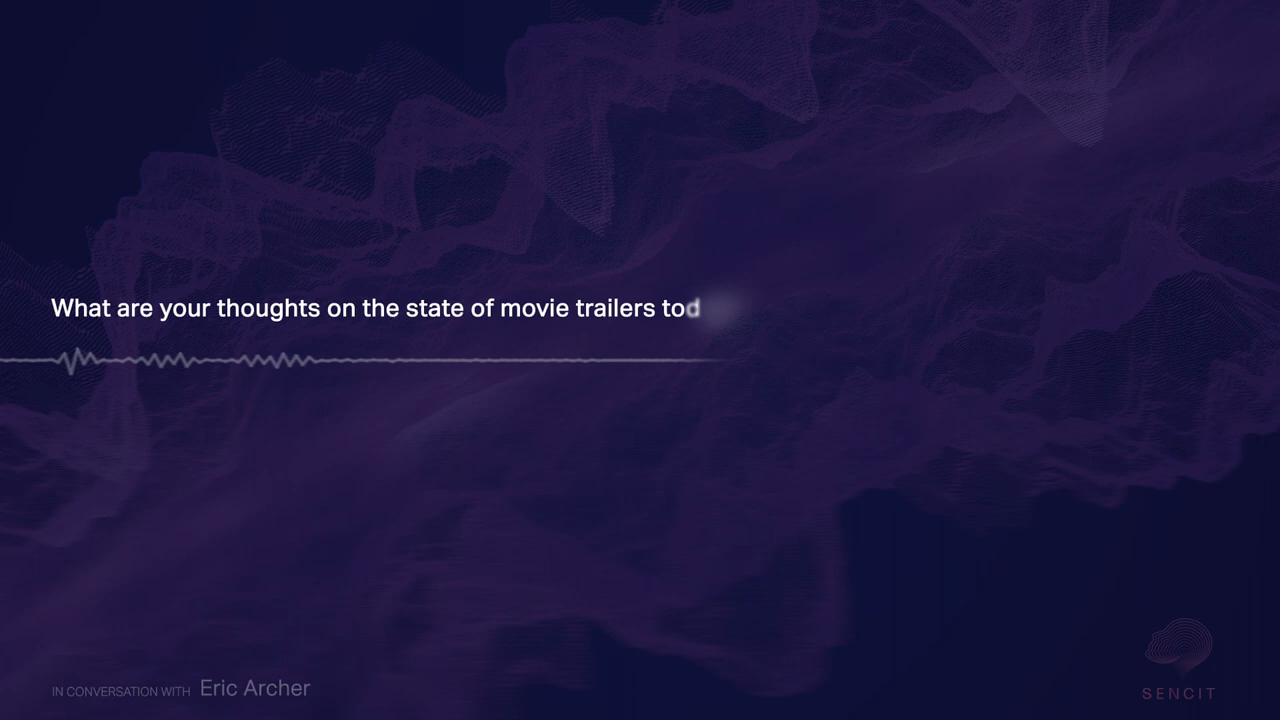 What are your thoughts on the state of movie trailers tod
IN CONVERSATION WITH Eric Archer
SENCIT